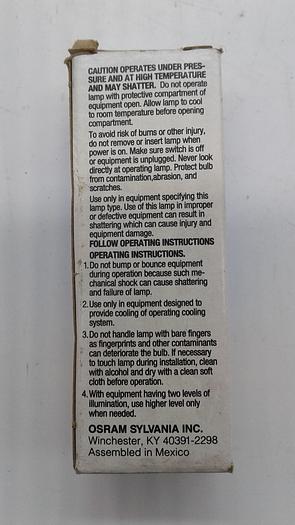 CAUTION OPERATES UNDER PRES-
SURE AND AT HIGH TEMPERATURE
AND MAY SHATTER. Do not operate
lamp with protective compartment of
equipment open. Allow lamp to cool
to room temperature before opening
compartment.
To avoid risk of burns or other injury,
do not remove or insert lamp when
power is on. Make sure switch is off
or equipment is unplugged. Never look
directly at operating lamp. Protect bulb
from contamination,abrasion, and
scratches.
Use only in equipment specifying this
lamp type. Use of this lamp in improper
or defective equipment can result in
shattering which can cause injury and
equipment damage.
FOLLOW OPERATING INSTRUCTIONS
OPERATING INSTRUCTIONS.
1. Do not bump or bounce equipment
during operation because such me-
chanical shock can cause shattering
and failure of lamp.
2. Use only in equipment designed to
provide cooling of operating cooling
system.
3. Do not handle lamp with bare fingers
as fingerprints and other contaminants
can deteriorate the bulb. If necessary
to touch lamp during installation, clean
with alcohol and dry with a clean soft
cloth before operation.
4. With equipment having two levels of
illumination, use higher level only
when needed.
OSRAM SYLVANIA INC.
Winchester, KY 40391-2298
Assembled in Mexico